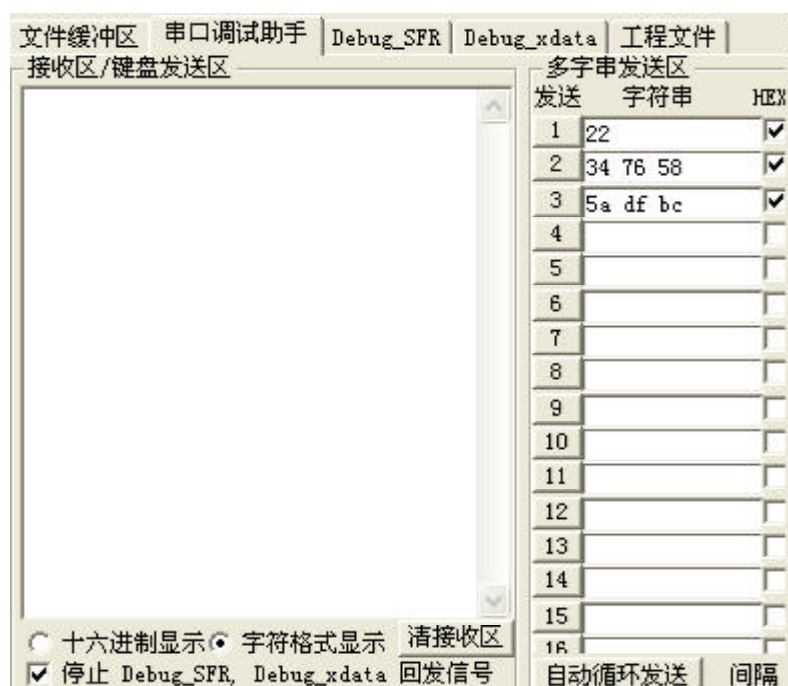 文件缓冲区 串口调试助手 Debug_SFR Debug_xdata 工程文件
接收区/键盘发送区
多字串发送区
发送 字符串 HEX
1 22
2 34 76 58
3 5a df bc
4
5
6
7
8
9
10
11
12
13
14
15
16
十六进制显示 字符格式显示 清接收区
停止 Debug_SFR, Debug_xdata 回发信号
自动循环发送 间隔